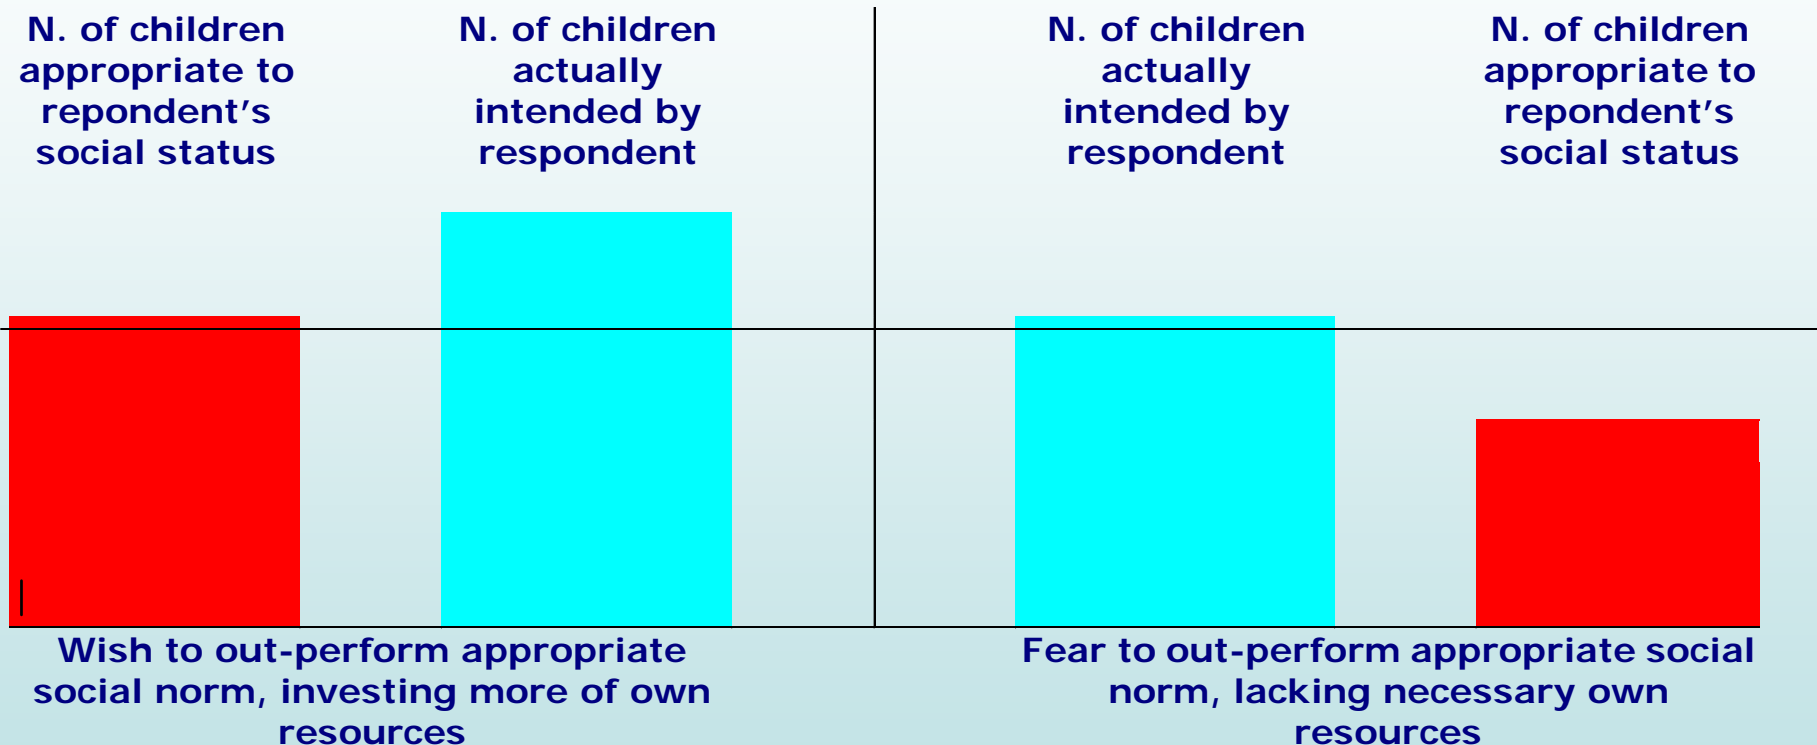 N. of children
appropriate to
repondent's
social status
N. of children
actually
intended by
respondent
N. of children
actually
intended by
respondent
N. of children
appropriate to
repondent's
social status
Wish to out-perform appropriate
social norm, investing more of own
resources
Fear to out-perform appropriate social
norm, lacking necessary own
resources